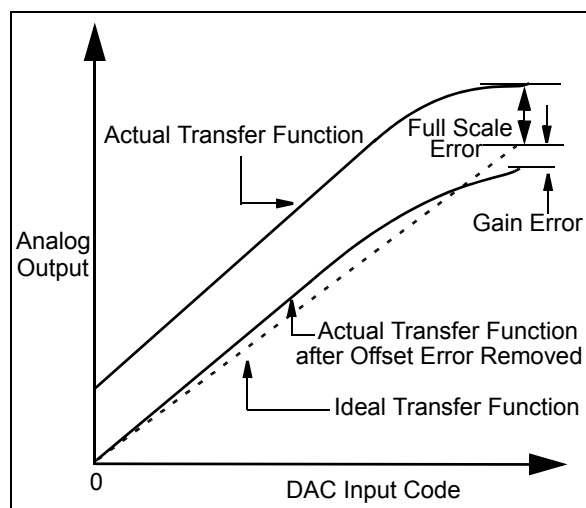 Actual Transfer Function
Full Scale
Error
Gain Error
Analog
Output
Actual Transfer Function
after Offset Error Removed
Ideal Transfer Function
0
DAC Input Code